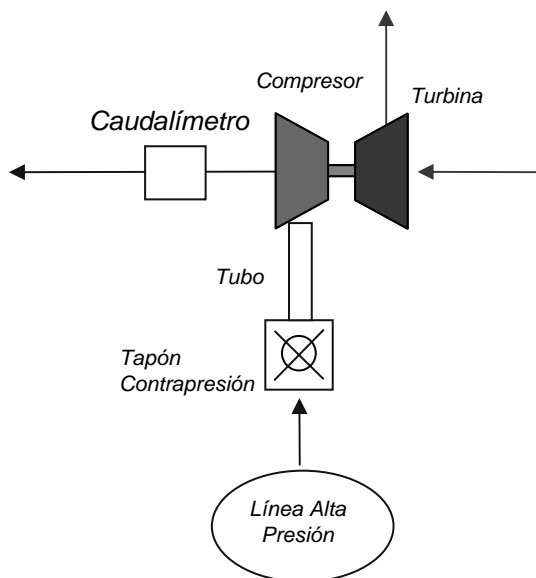 Compresor
Turbina
Caudalímetro
Tubo
Tapón
Contrapresión
Línea Alta
Presión